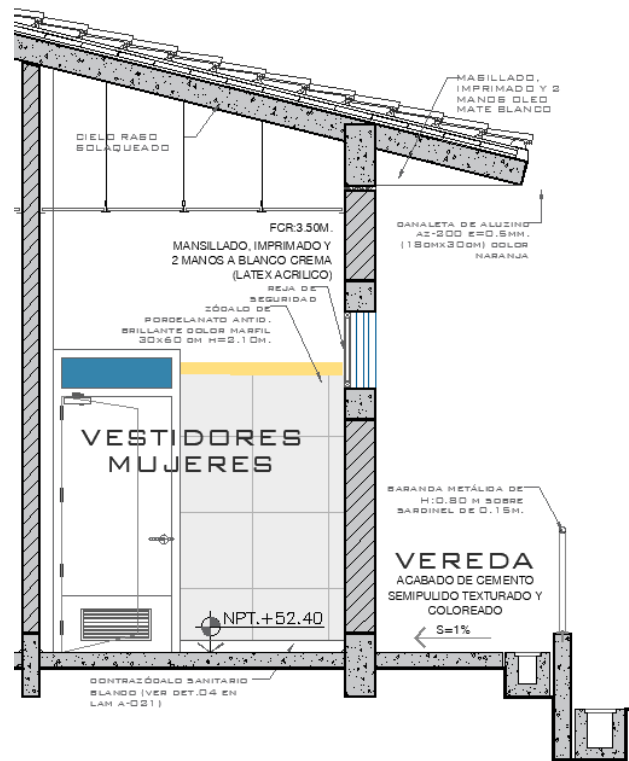 MASILLADO,
IMPRIMADO Y 2
MANOS OLEO
MATE BLANCO
CIELO RASO
SOLAQUEADO
CANALETA DE ALUZINC
AZ-200 E=0.5MM.
(18CMX30CM) COLOR
NARANJA
FCR:3.50M.
MANSILLADO, IMPRIMADO Y
2 MANOS A BLANCO CREMA
(LATEX ACRILICO)
REJA DE
SEGURIDAD
ZÓCALO DE
PORCELANATO ANTID.
BRILLANTE COLOR MARFIL
30X60 CM H=2.10M.
VESTIDORES
MUJERES
BARANDA METÁLICA DE
H:0.80 M SOBRE
SARDINEL DE 0.15M.
VEREDA
ACABADO DE CEMENTO
SEMIPULIDO TEXTURADO Y
COLOREADO
S=1%
NPT.+52.40
CONTRAZÓCALO SANITARIO
BLANCO (VER DET.04 EN
LAM A-021)